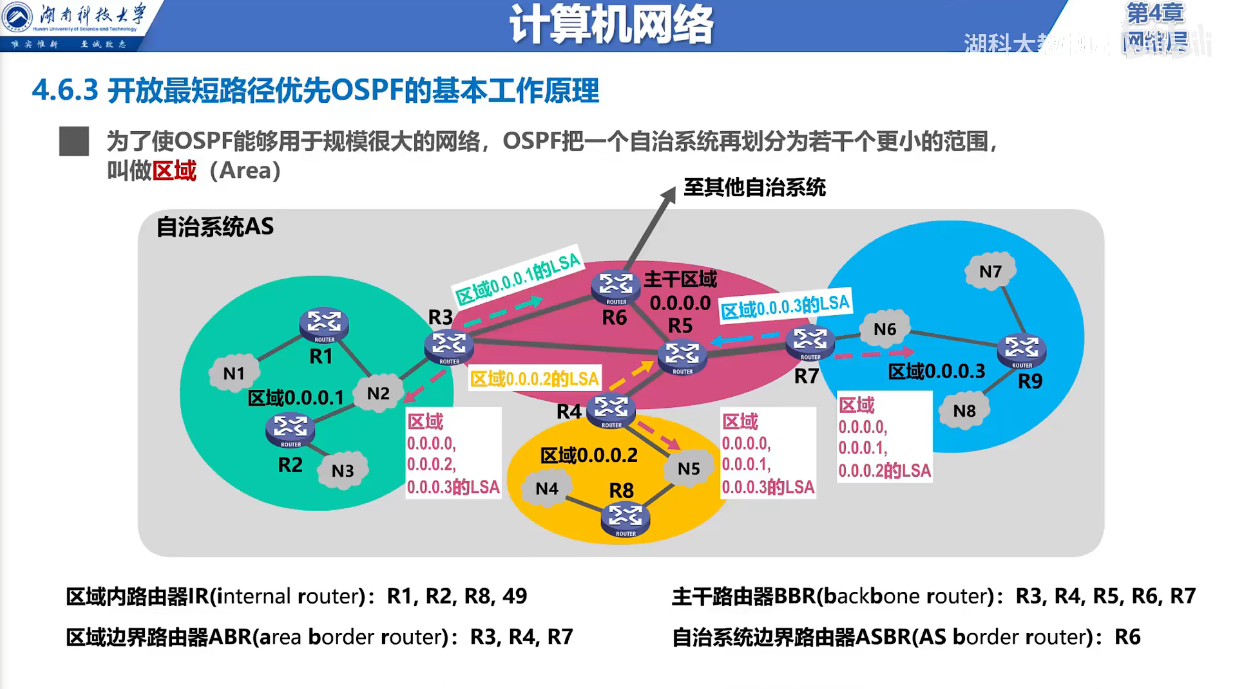 湖南科技大学
Hunan University of Science and Technology
唯实惟新 至诚致志
计算机网络
第4章
网络层
湖科大教
4.6.3 开放最短路径优先OSPF的基本工作原理
为了使OSPF能够用于规模很大的网络，OSPF把一个自治系统再划分为若干个更小的范围，
叫做区域（Area）
至其他自治系统
自治系统AS
区域0.0.0.1的LSA
主干区域
0.0.0.0
区域0.0.0.3的LSA
R3
ROUTER
R6
ROUTER
R5
ROUTER
R7
ROUTER
N7
N6
R1
ROUTER
N1
N2
区域0.0.0.1
区域0.0.0.2的LSA
区域0.0.0.3
R9
ROUTER
N8
R2
ROUTER
N3
R4
ROUTER
区域
0.0.0.0,
0.0.0.2,
0.0.0.3的LSA
区域0.0.0.2
N4
R8
ROUTER
N5
区域
0.0.0.0,
0.0.0.1,
0.0.0.3的LSA
区域
0.0.0.0,
0.0.0.1,
0.0.0.2的LSA
区域内路由器IR(internal router)：R1, R2, R8, 49
主干路由器BBR(backbone router)：R3, R4, R5, R6, R7
区域边界路由器ABR(area border router)：R3, R4, R7
自治系统边界路由器ASBR(AS border router)：R6